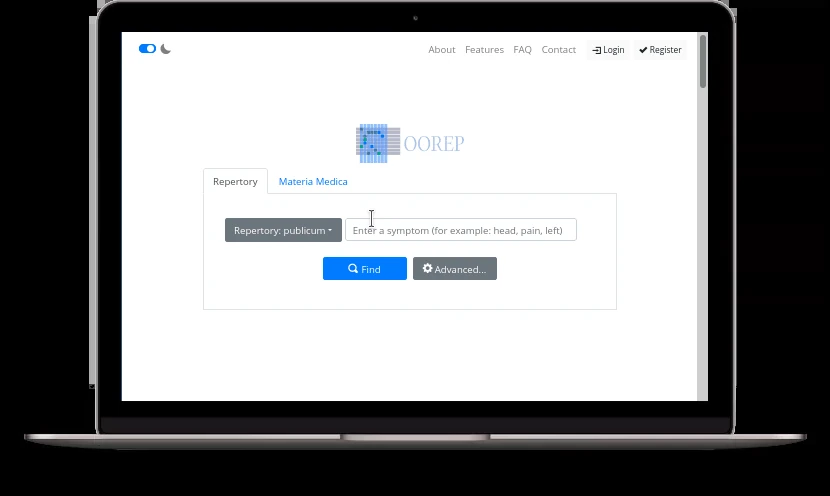 About Features FAQ Contact Login Register
OOREP
Repertory Materia Medica
Repertory: publicum Enter a symptom (for example: head, pain, left)
Find Advanced...